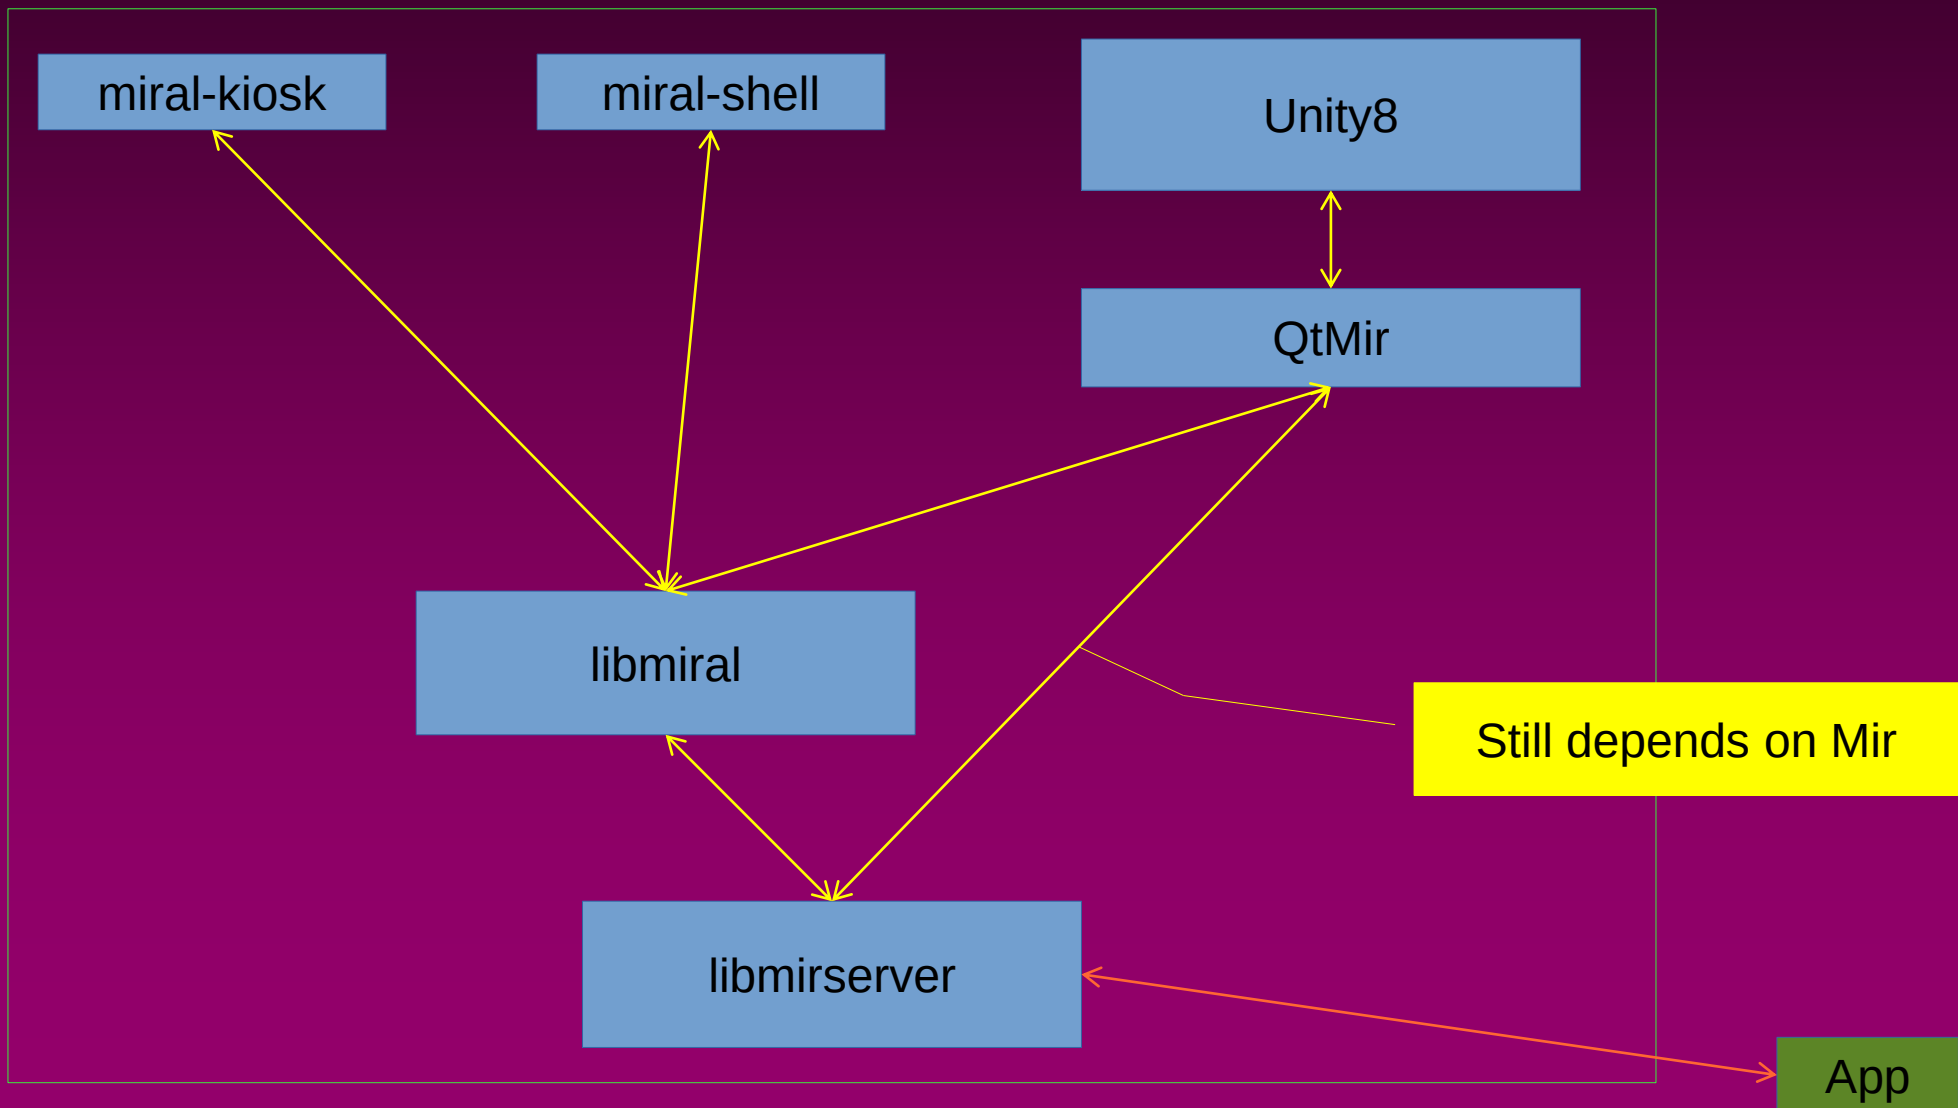 miral-kiosk
miral-shell
Unity8
QtMir
libmiral
Still depends on Mir
libmirserver
App